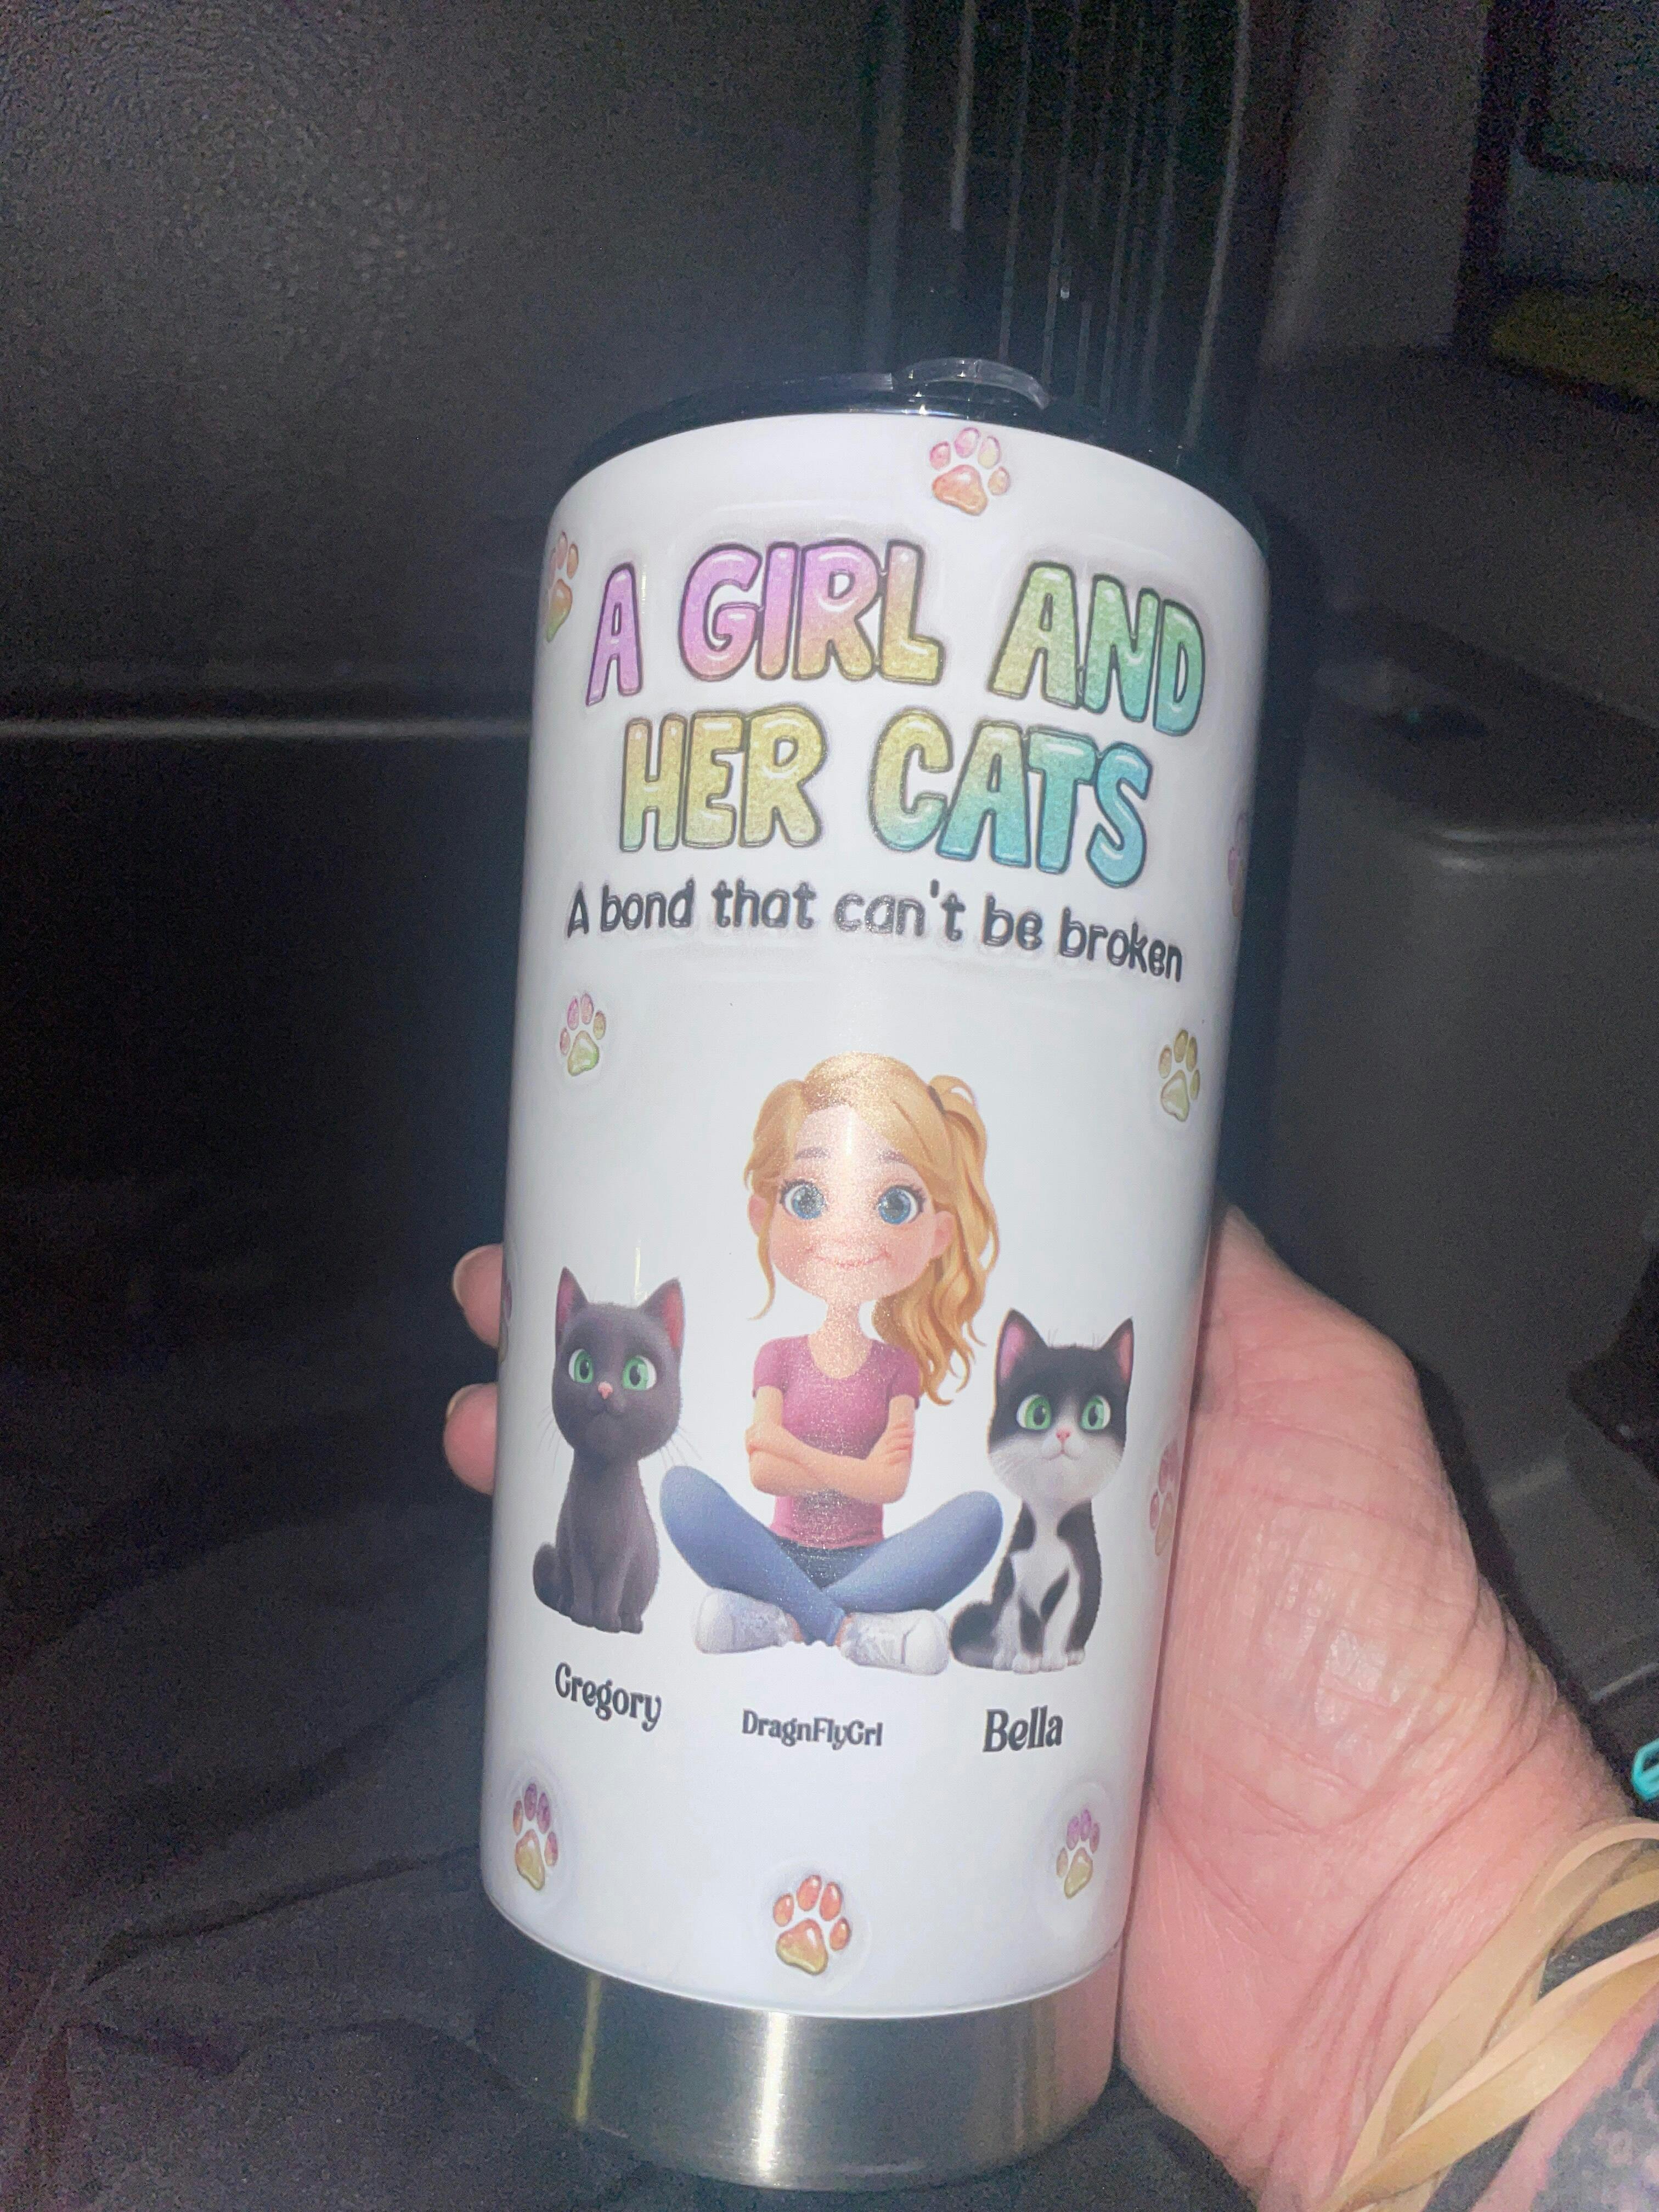 A GIRL AND
HER CATS
A bond that can't be broken
Gregory
DragnFlyGrl
Bella